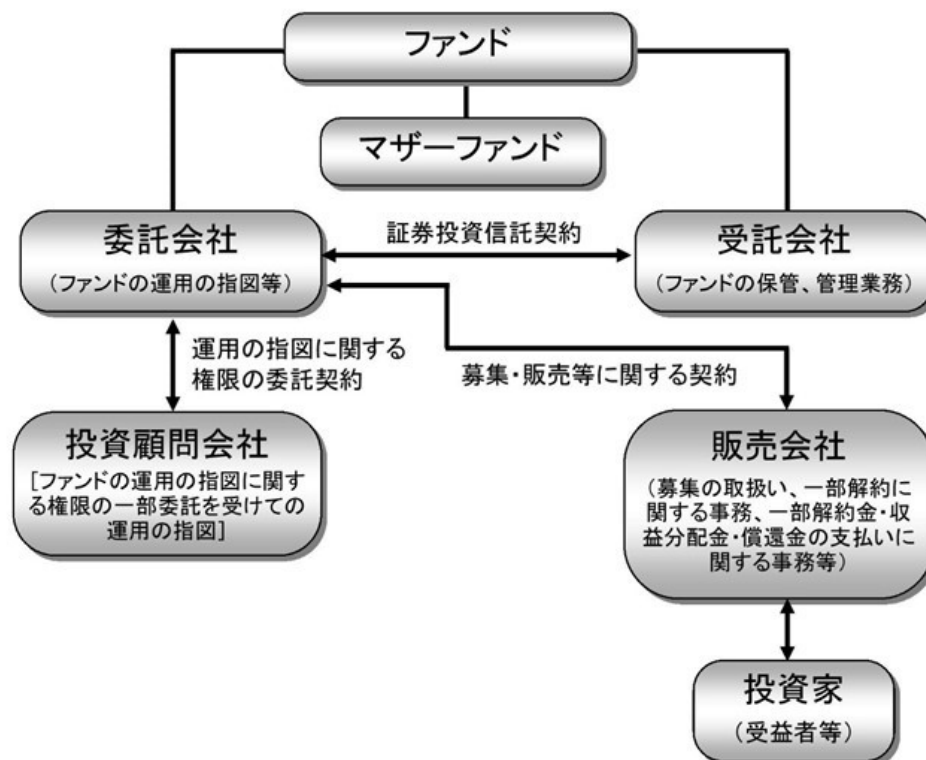 ファンド
マザーファンド
委託会社
（ファンドの運用の指図等）
証券投資信託契約
受託会社
（ファンドの保管、管理業務）
運用の指図に関する
権限の委託契約
募集・販売等に関する契約
投資顧問会社
［ファンドの運用の指図に関す
る権限の一部委託を受けての
運用の指図］
販売会社
（募集の取扱い、一部解約に
関する事務、一部解約金・収
益分配金・償還金の支払いに
関する事務等）
投資家
（受益者等）